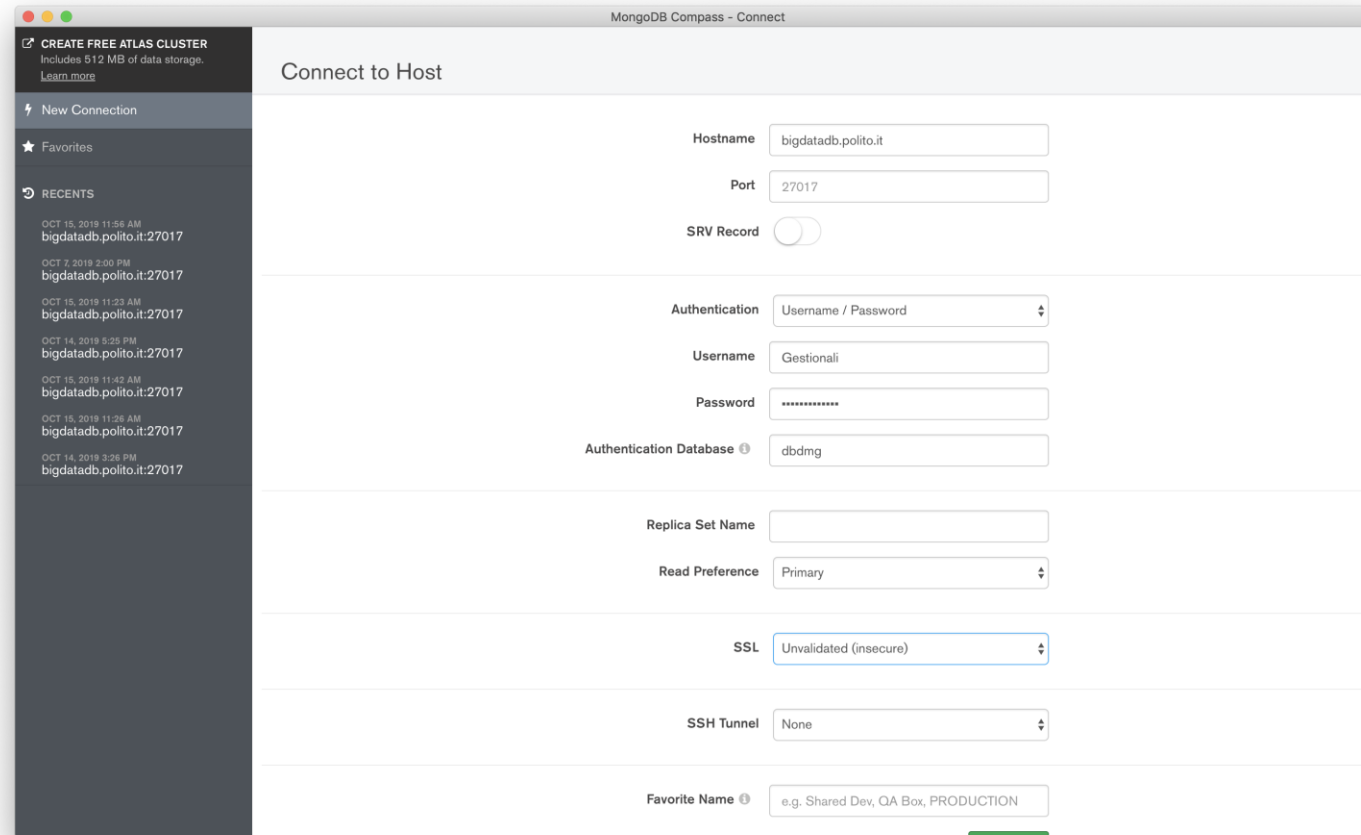 MongoDB Compass - Connect
CREATE FREE ATLAS CLUSTER
Includes 512 MB of data storage.
Learn more
New Connection
Favorites
RECENTS
OCT 15, 2019 11:56 AM
bigdatadb.polito.it:27017
OCT 7, 2019 2:00 PM
bigdatadb.polito.it:27017
OCT 15, 2019 11:23 AM
bigdatadb.polito.it:27017
OCT 14, 2019 5:25 PM
bigdatadb.polito.it:27017
OCT 15, 2019 11:42 AM
bigdatadb.polito.it:27017
OCT 15, 2019 11:26 AM
bigdatadb.polito.it:27017
OCT 14, 2019 3:26 PM
bigdatadb.polito.it:27017
Connect to Host
Hostname bigdatadb.polito.it
Port 27017
SRV Record
Authentication Username / Password
Username Gestionali
Password •••••••••••••
Authentication Database dbdmg
Replica Set Name
Read Preference Primary
SSL Unvalidated (insecure)
SSH Tunnel None
Favorite Name e.g. Shared Dev, QA Box, PRODUCTION